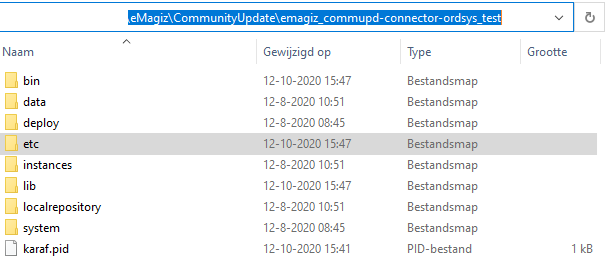 .\eMagiz\CommunityUpdate\emagiz_commupd-connector-ordsys_test
Naam Gewijzigd op Type Grootte
bin 12-10-2020 15:47 Bestandsmap
data 12-8-2020 10:51 Bestandsmap
deploy 12-8-2020 08:45 Bestandsmap
etc 12-10-2020 15:47 Bestandsmap
instances 12-8-2020 10:51 Bestandsmap
lib 12-10-2020 15:47 Bestandsmap
localrepository 12-8-2020 10:51 Bestandsmap
system 12-8-2020 08:45 Bestandsmap
karaf.pid 12-10-2020 15:41 PID-bestand 1 kB